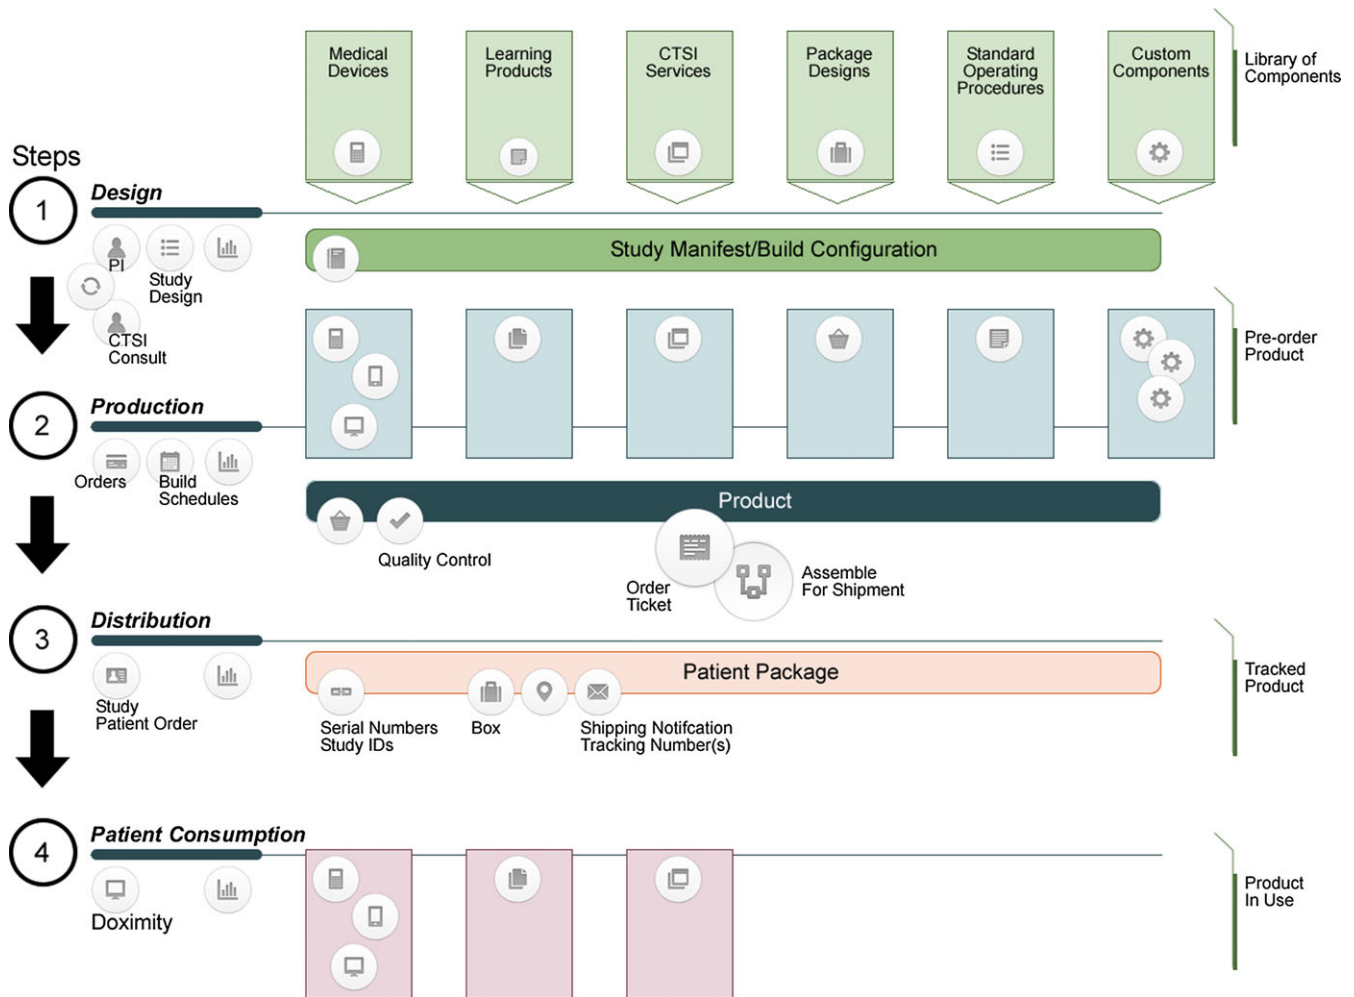 Medical
Devices
Learning
Products
CTSI
Services
Package
Designs
Standard
Operating
Procedures
Custom
Components
Library of
Components
Steps
1
Design
PI
Study
Design
CTSI
Consult
Study Manifest/Build Configuration
Pre-order
Product
2
Production
Orders
Build
Schedules
Product
Quality Control
Order
Ticket
Assemble
For Shipment
3
Distribution
Study
Patient Order
Patient Package
Serial Numbers
Study IDs
Box
Shipping Notifcation
Tracking Number(s)
Tracked
Product
4
Patient Consumption
Doximity
Product
In Use